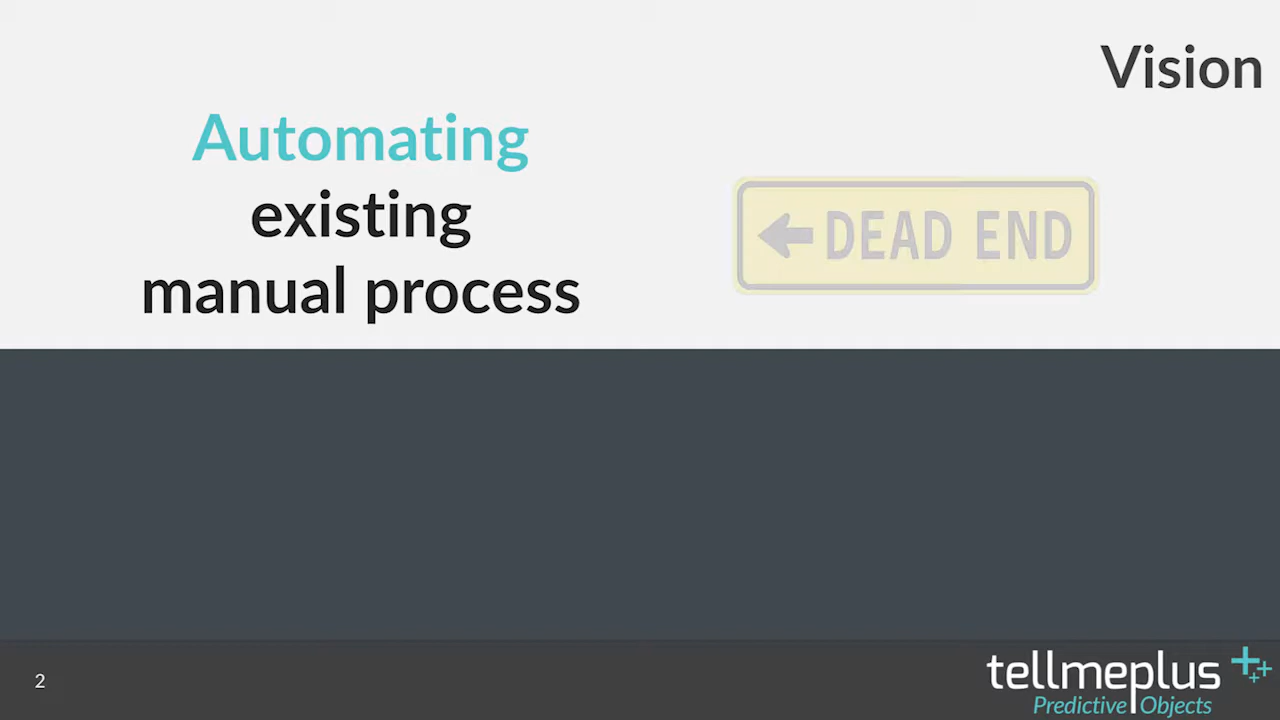 Vision
Automating
existing
manual process
DEAD END
2
tellmeplus
Predictive Objects